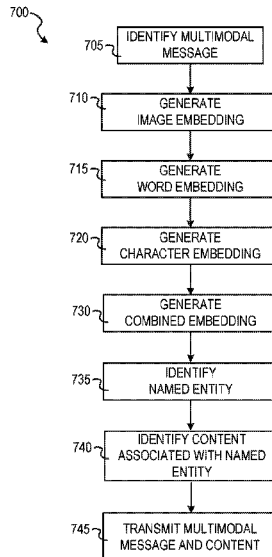 700
705
IDENTIFY MULTIMODAL
MESSAGE
710
GENERATE
IMAGE EMBEDDING
715
GENERATE
WORD EMBEDDING
720
GENERATE
CHARACTER EMBEDDING
730
GENERATE
COMBINED EMBEDDING
735
IDENTIFY
NAMED ENTITY
740
IDENTIFY CONTENT
ASSOCIATED WITH NAMED
ENTITY
745
TRANSMIT MULTIMODAL
MESSAGE AND CONTENT